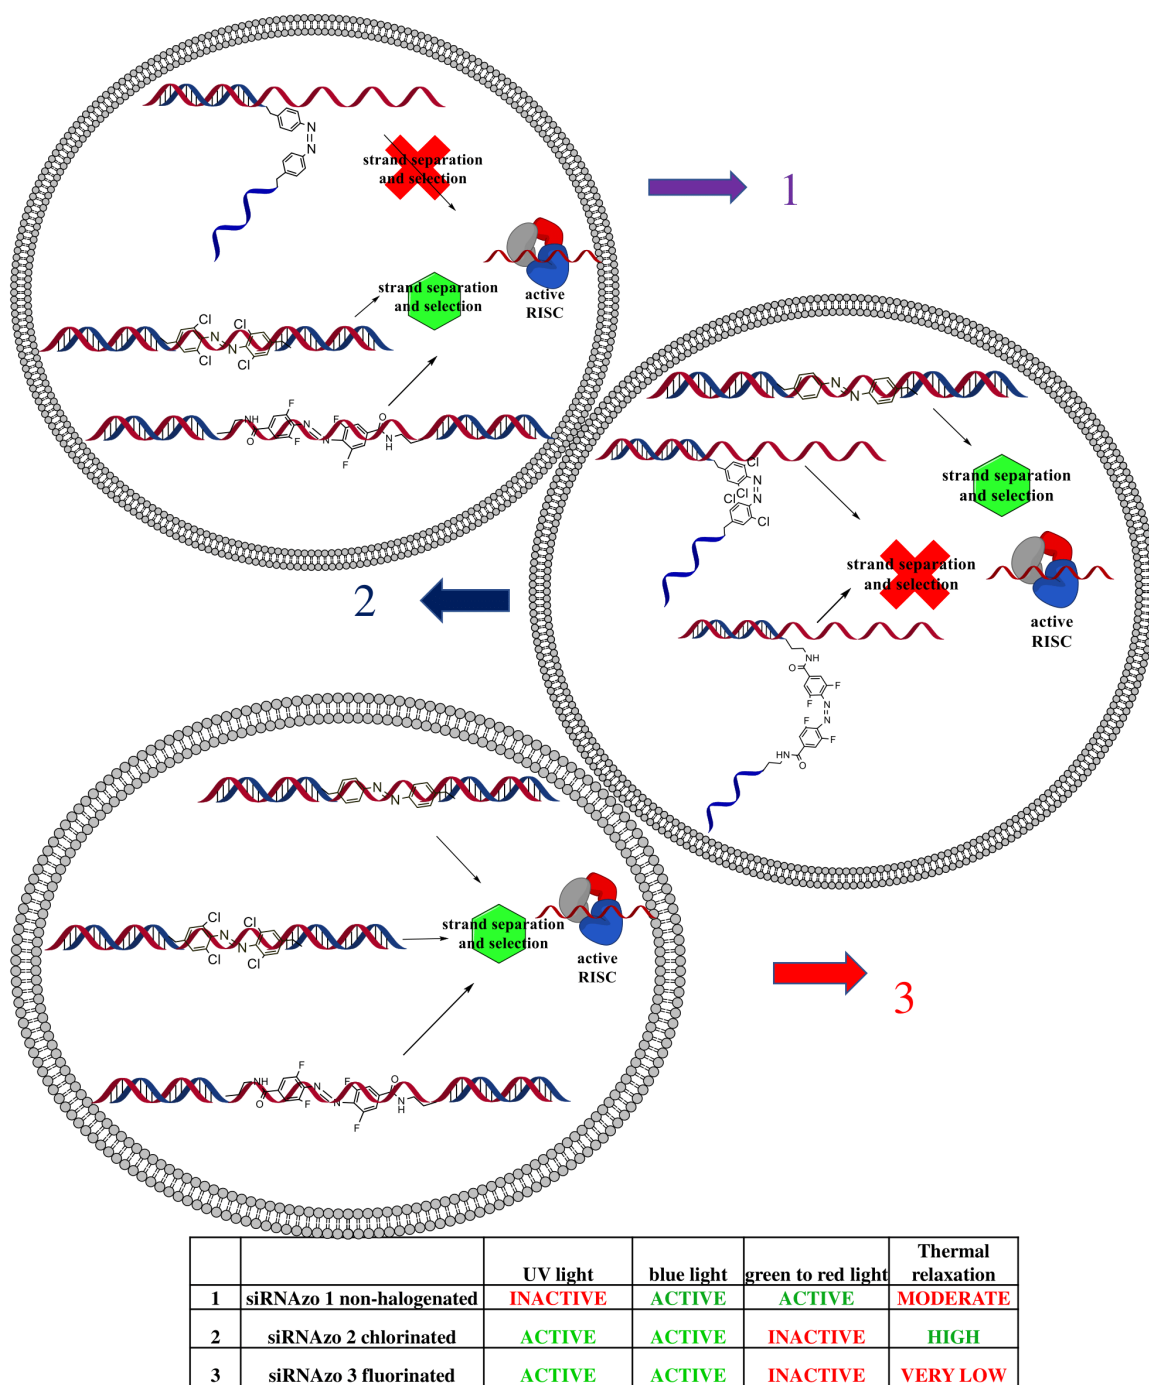 N
N
strand separation
and selection
1
active
RISC
strand separation
and selection
Cl
Cl
N
N
Cl
Cl
NH
O
F
F
N
N
F
F
O
N
H
N
N
strand separation
and selection
Cl
Cl
Cl
Cl
N
N
strand separation
and selection
active
RISC
2
NH
O
F
F
N
N
F
F
NH
O
N
N
Cl
Cl
N
N
Cl
Cl
strand separation
and selection
active
RISC
3
NH
O
F
F
N
N
F
F
O
N
H
UV light blue light green to red light Thermal
relaxation
1 siRNAzo 1 non-halogenated INACTIVE ACTIVE ACTIVE MODERATE
2 siRNAzo 2 chlorinated ACTIVE ACTIVE INACTIVE HIGH
3 siRNAzo 3 fluorinated ACTIVE ACTIVE INACTIVE VERY LOW